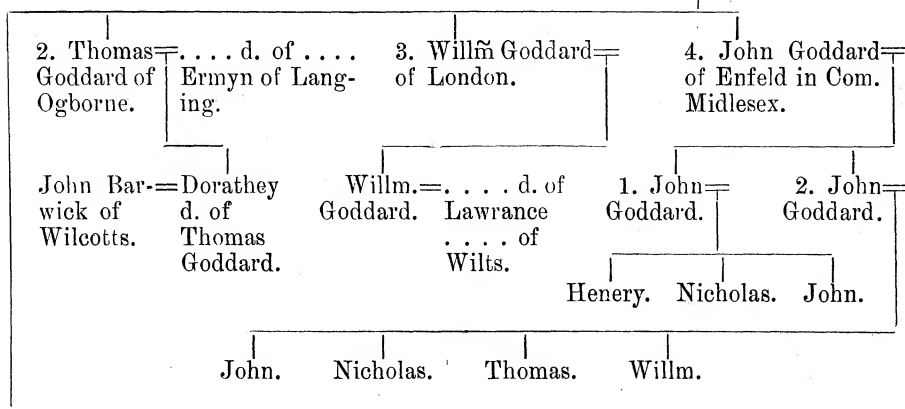 2. Thomas= . . . . d. of . . . .
Goddard of Ermyn of Lang-
Ogborne. ing.
3. Willm̃ Goddard=
of London.
4. John Goddard=
of Enfeld in Com.
Midlesex.
John Bar-=Dorathey
wick of d. of
Wilcotts. Thomas
Goddard.
Willm.= . . . . d. of
Goddard. Lawrance
. . . . of
Wilts.
1. John=
Goddard.
2. John=
Goddard.
Henery. Nicholas. John.
John. Nicholas. Thomas. Willm.